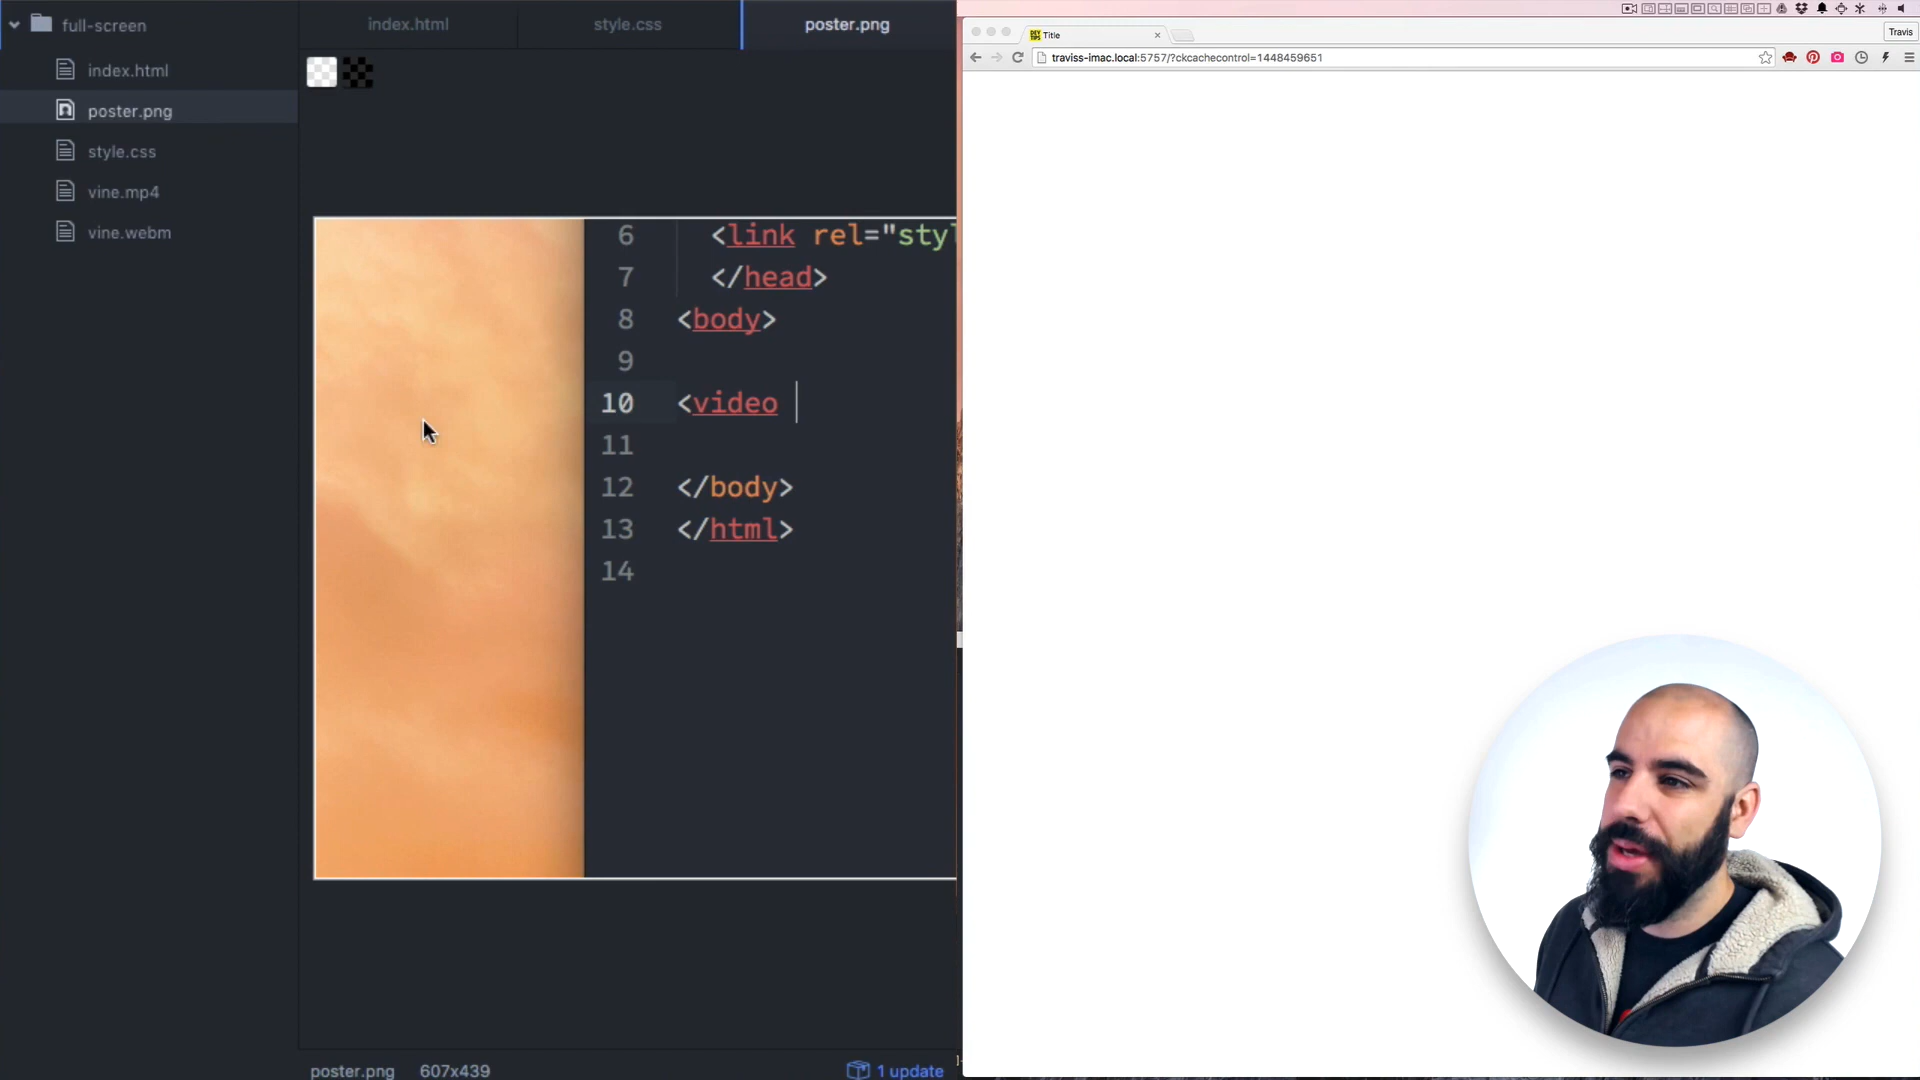 full-screen
index.html
poster.png
style.css
vine.mp4
vine.webm
index.html
style.css
poster.png
6 <link rel="styl
7 </head>
8 <body>
9
10 <video
11
12 </body>
13 </html>
14
poster.png 607x439
1 update
Title
Travis
traviss-imac.local:5757/?ckcachecontrol=1448459651